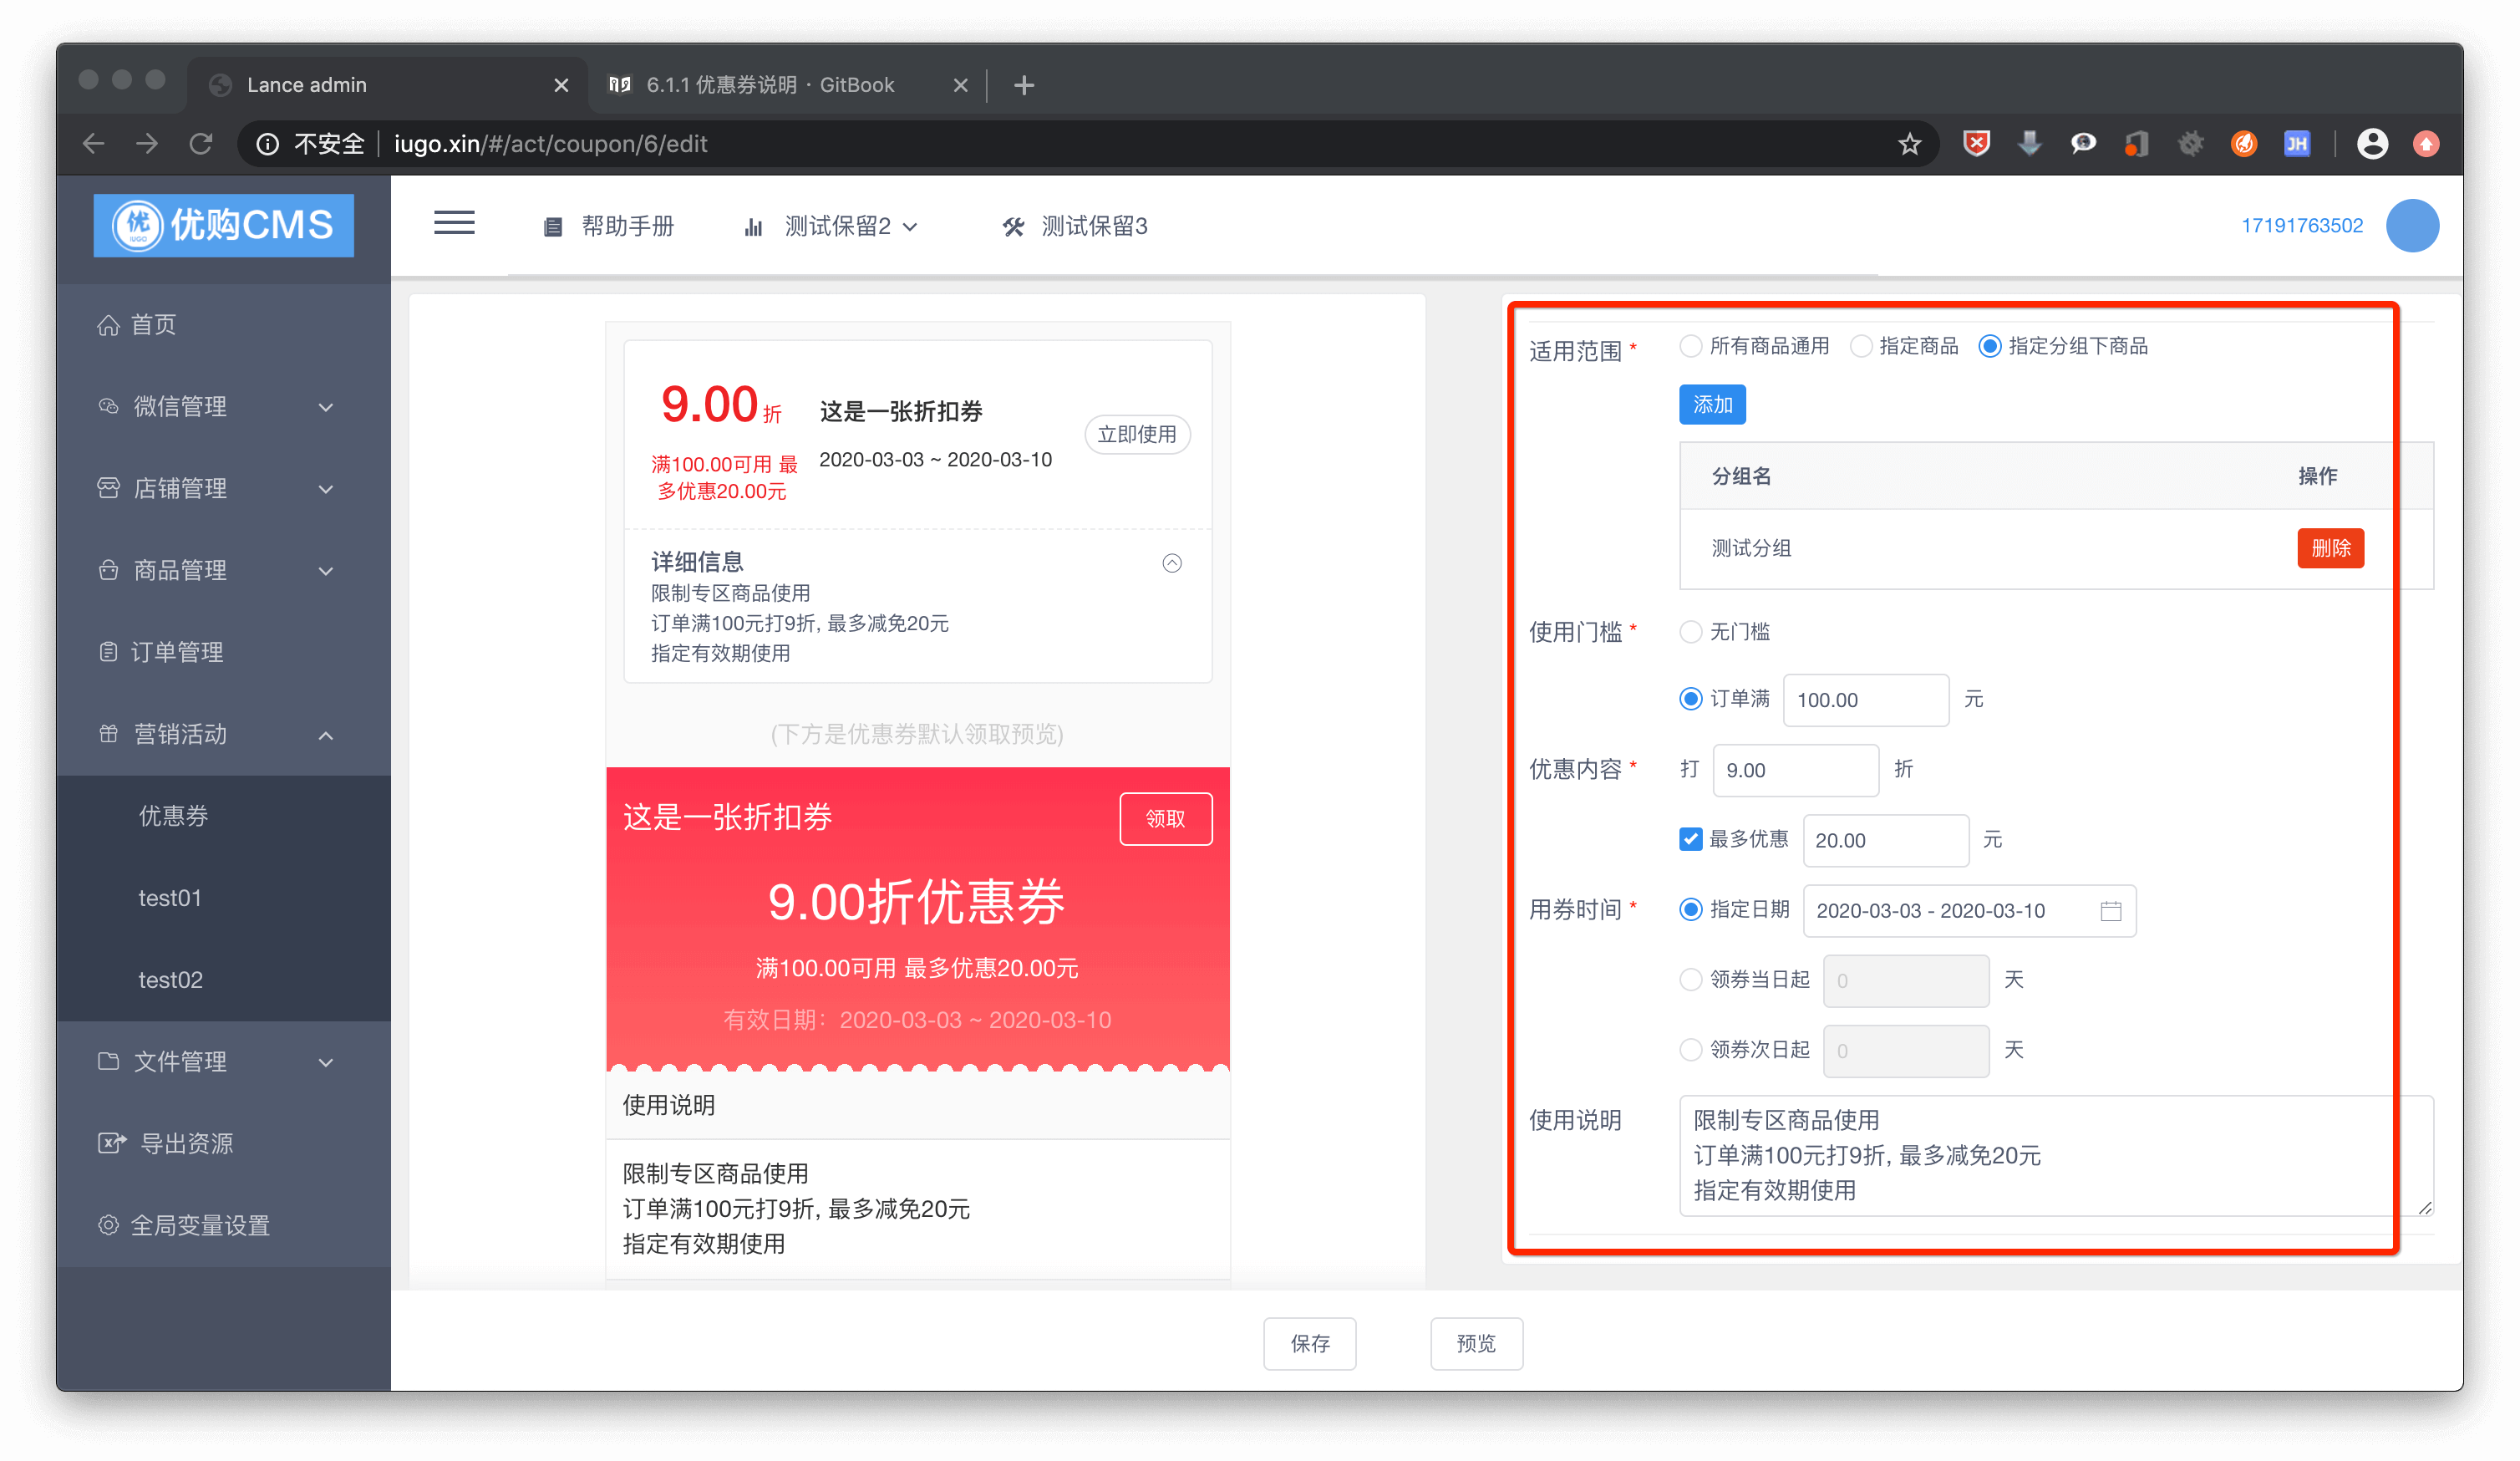 Lance admin
6.1.1 优惠券说明 · GitBook
不安全 iugo.xin/#/act/coupon/6/edit
JH
优 IUGO 优购CMS
帮助手册
测试保留2
测试保留3
17191763502
首页
微信管理
店铺管理
商品管理
订单管理
营销活动
优惠券
test01
test02
文件管理
导出资源
全局变量设置
9.00折
这是一张折扣券
立即使用
满100.00可用 最
多优惠20.00元
2020-03-03 ~ 2020-03-10
详细信息
限制专区商品使用
订单满100元打9折, 最多减免20元
指定有效期使用
(下方是优惠券默认领取预览)
这是一张折扣券
领取
9.00折优惠券
满100.00可用 最多优惠20.00元
有效日期：2020-03-03 ~ 2020-03-10
使用说明
限制专区商品使用
订单满100元打9折, 最多减免20元
指定有效期使用
适用范围 * 所有商品通用 指定商品 指定分组下商品
添加
分组名 操作
测试分组 删除
使用门槛 * 无门槛
订单满 100.00 元
优惠内容 * 打 9.00 折
最多优惠 20.00 元
用券时间 * 指定日期 2020-03-03 - 2020-03-10
领券当日起 0 天
领券次日起 0 天
使用说明
限制专区商品使用
订单满100元打9折, 最多减免20元
指定有效期使用
保存
预览